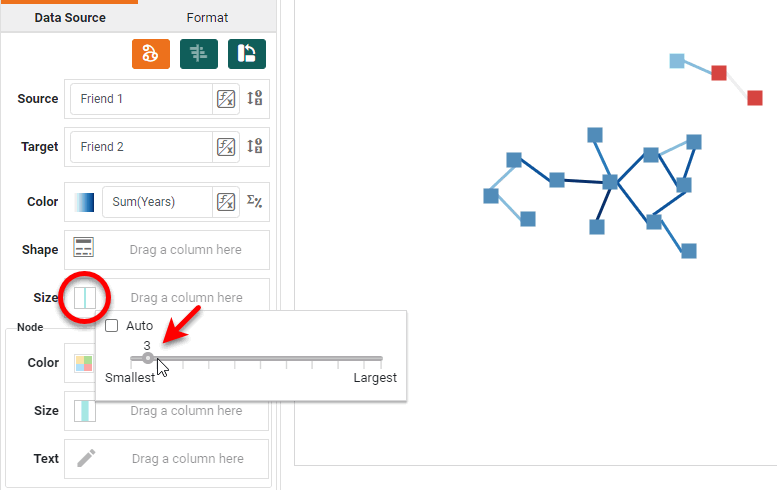 Data Source
Format
Source
Friend 1
Target
Friend 2
Color
Sum(Years)
Shape
Drag a column here
Size
Drag a column here
Auto
3
Smallest
Largest
Node
Color
Size
Drag a column here
Text
Drag a column here